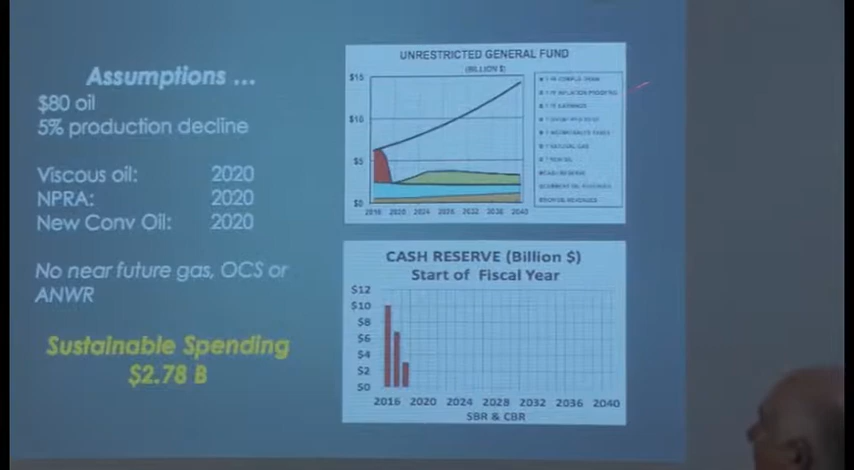 Assumptions ...
$80 oil
5% production decline
Viscous oil: 2020
NPRA: 2020
New Conv Oil: 2020
No near future gas, OCS or
ANWR
Sustainable Spending
$2.78 B
UNRESTRICTED GENERAL FUND
(BILLION $)
$15
$10
$5
$0
2016 2020 2024 2028 2032 2036 2040
CASH RESERVE (Billion $)
Start of Fiscal Year
$12
$10
$8
$6
$4
$2
$0
2016 2020 2024 2028 2032 2036 2040
SBR & CBR